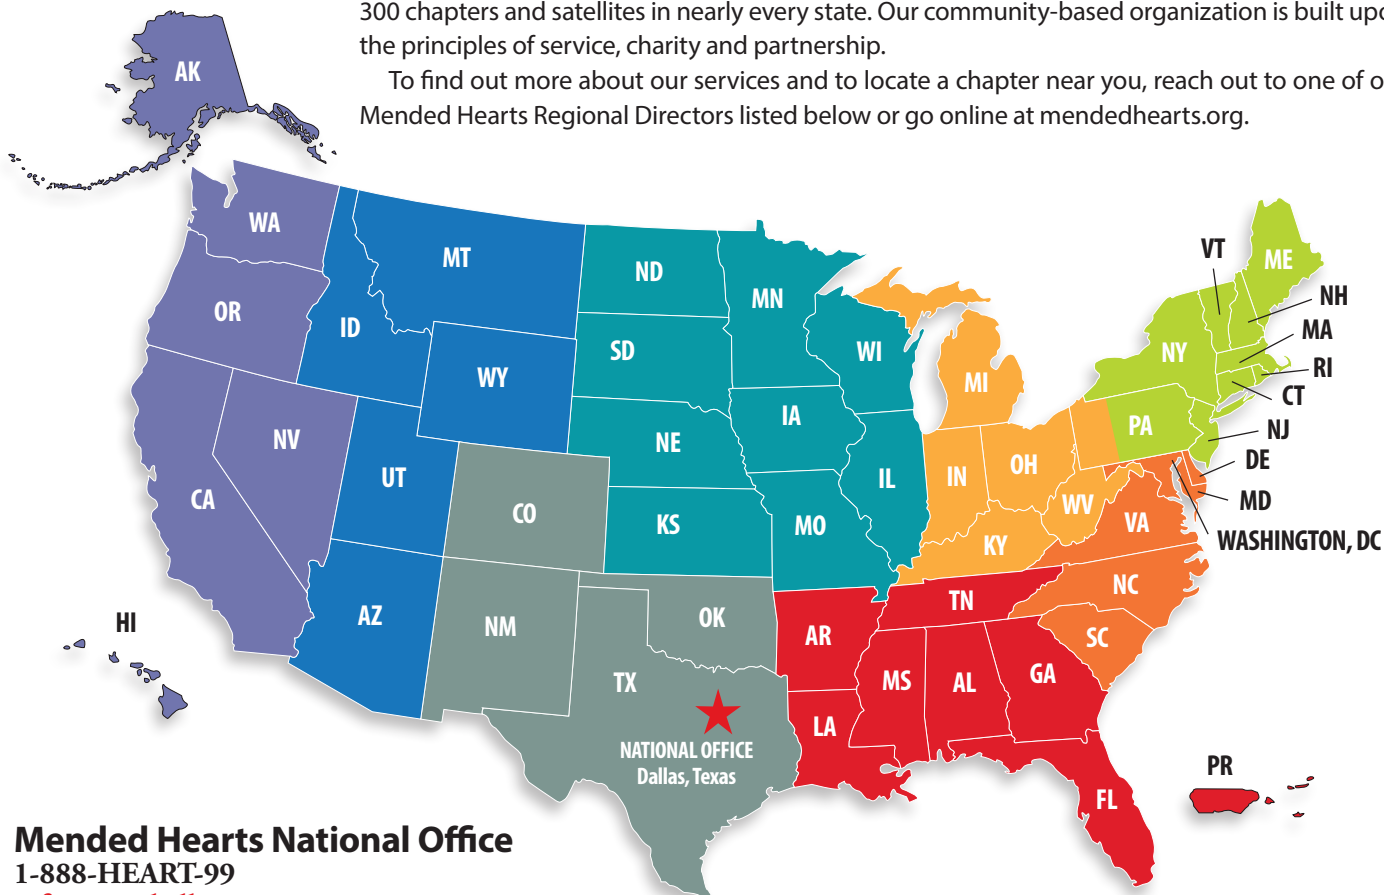 300 chapters and satellites in nearly every state. Our community-based organization is built
the principles of service, charity and partnership.
To find out more about our services and to locate a chapter near you, reach out to one of
Mended Hearts Regional Directors listed below or go online at mendedhearts.org.
AK
WA
MT
ND
MN
VT
ME
NH
OR
ID
SD
WI
NY
MA
RI
WY
MI
CT
NV
IA
PA
NJ
NE
OH
DE
UT
IN
IL
CA
CO
KS
MO
WV
MD
VA
WASHINGTON, DC
KY
NC
HI
AZ
NM
OK
TN
AR
SC
TX
MS
AL
GA
LA
NATIONAL OFFICE
Dallas, Texas
PR
FL
Mended Hearts National Office
1-888-HEART-99